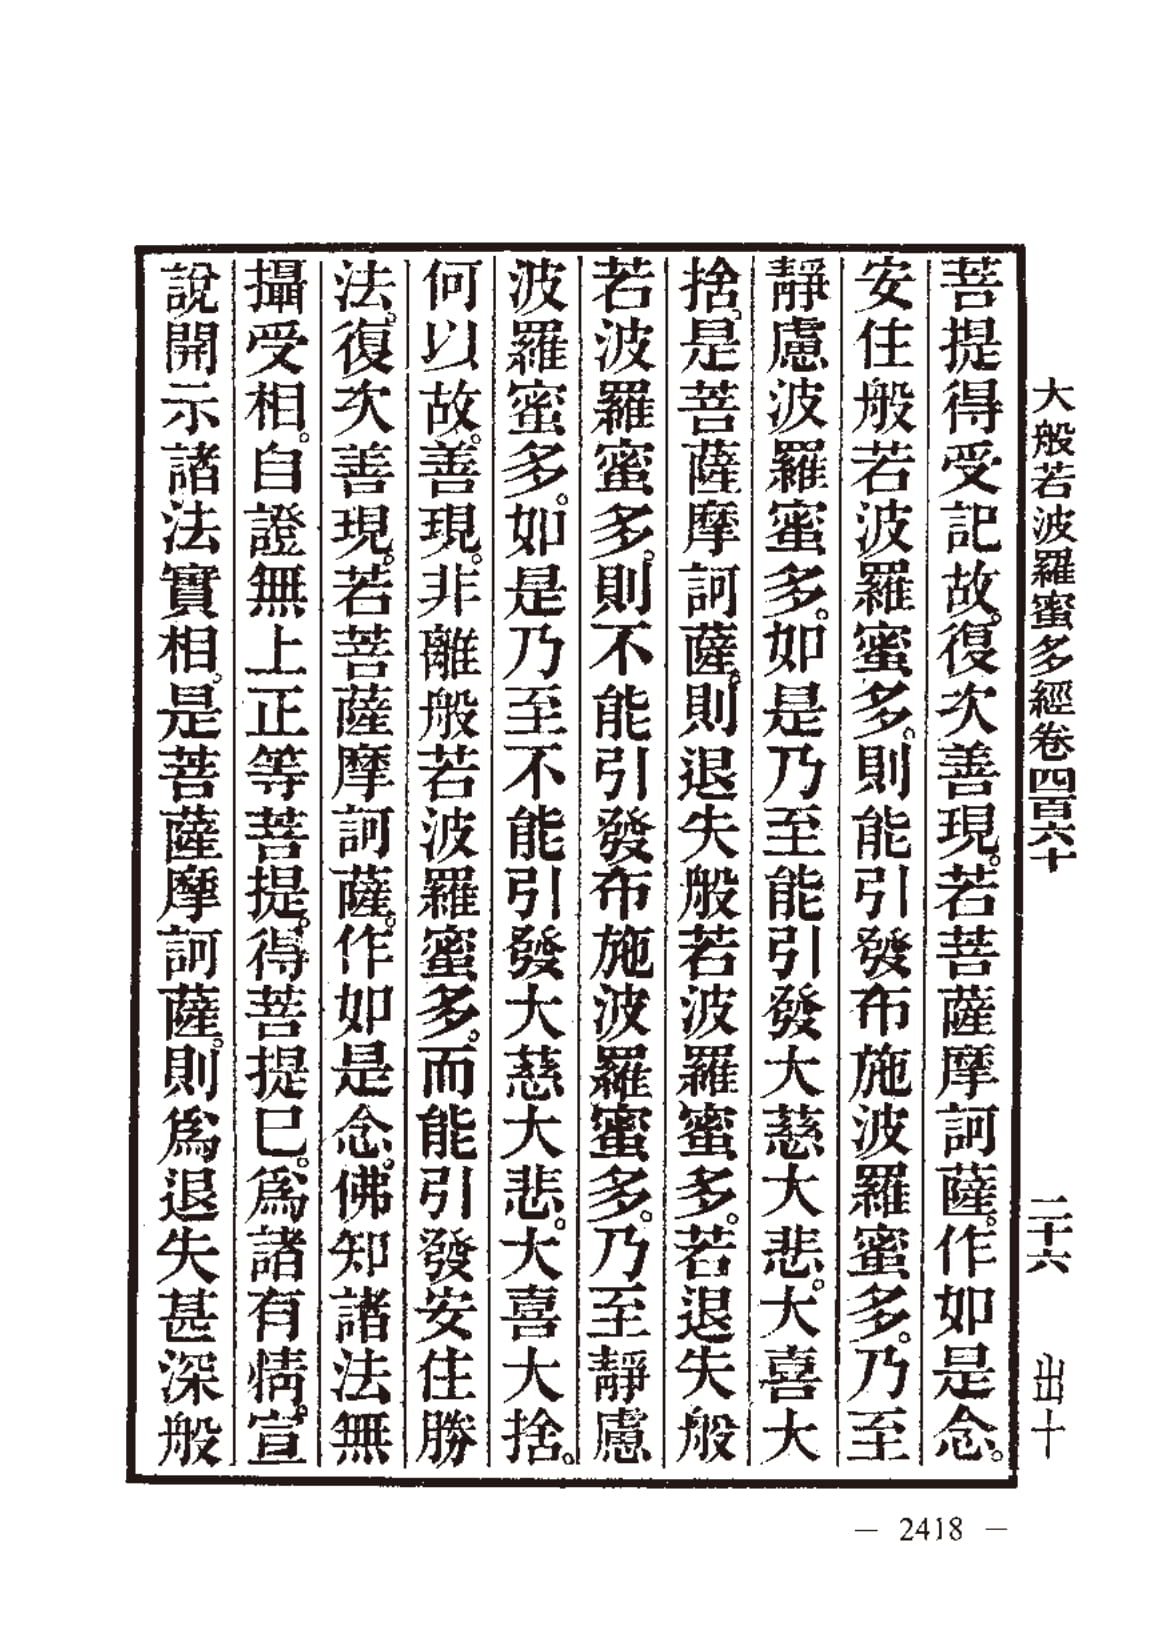 大般若波羅蜜多經卷四百六十　二十六　出十
菩提得受記故。復次善現。若菩薩摩訶薩。作如是念。
安住般若波羅蜜多。則能引發布施波羅蜜多。乃至
靜慮波羅蜜多。如是乃至能引發大慈大悲。大喜大
捨。是菩薩摩訶薩。則退失般若波羅蜜多。若退失般
若波羅蜜多。則不能引發布施波羅蜜多。乃至靜慮
波羅蜜多。如是乃至不能引發大慈大悲。大喜大捨。
何以故。善現。非離般若波羅蜜多。而能引發安住勝
法。復次善現。若菩薩摩訶薩。作如是念。佛知諸法無
攝受相。自證無上正等菩提。得菩提已。爲諸有情。宣
說開示諸法實相。是菩薩摩訶薩。則爲退失甚深般
— 2418 —